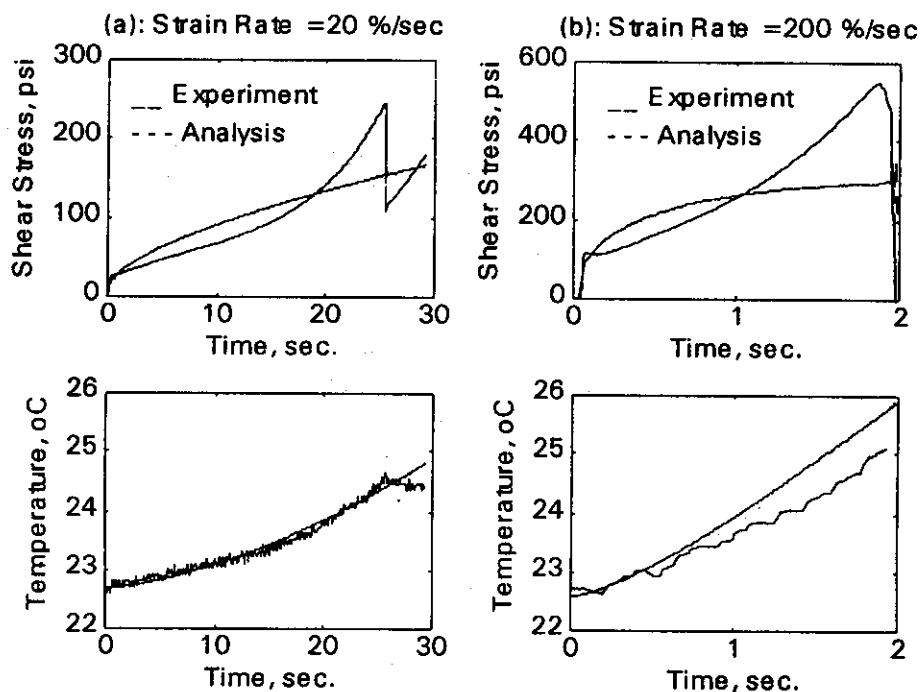 (a): Strain Rate =20 %/sec
Shear Stress, psi
300
200
100
0
__ Experiment
--- Analysis
0
10
20
30
Time, sec.
(b): Strain Rate =200 %/sec
Shear Stress, psi
600
400
200
0
__ Experiment
--- Analysis
0
1
2
Time, sec.
Temperature, oC
26
25
24
23
22
0
10
20
30
Time, sec.
Temperature, oC
26
25
24
23
22
0
1
2
Time, sec.